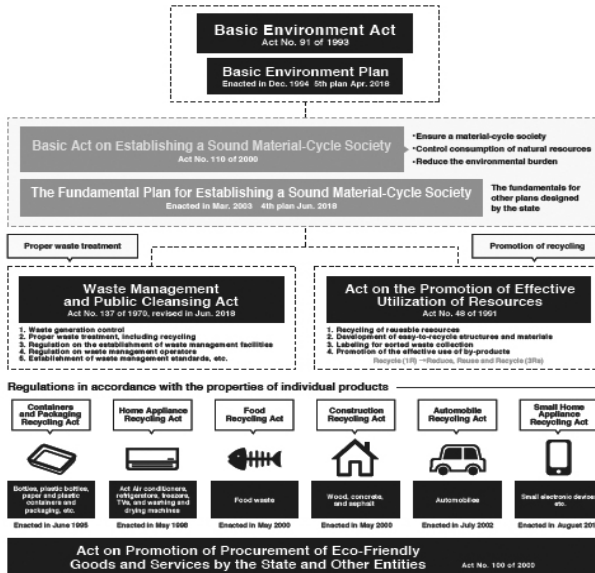 Basic Environment Act
Act No. 91 of 1993
Basic Environment Plan
Enacted in Dec. 1994 5th plan Apr. 2018
Basic Act on Establishing a Sound Material-Cycle Society
Act No. 110 of 2000
•Ensure a material-cycle society
•Control consumption of natural resources
•Reduce the environmental burden
The Fundamental Plan for Establishing a Sound Material-Cycle Society
Enacted in Mar. 2003 4th plan Jun. 2018
The fundamentals for
other plans designed
by the state
Proper waste treatment
Promotion of recycling
Waste Management
and Public Cleansing Act
Act No. 137 of 1970, revised in Jun. 2018
1. Waste generation control
2. Proper waste treatment, including recycling
3. Regulation on the establishment of waste management facilities
4. Regulation on waste management operators
5. Establishment of waste management standards, etc.
Act on the Promotion of Effective
Utilization of Resources
Act No. 48 of 1991
1. Recycling of reusable resources
2. Development of easy-to-recycle structures and materials
3. Labeling for sorted waste collection
4. Promotion of the effective use of by-products
Recycle (1R) →Reduce, Reuse and Recycle (3Rs)
Regulations in accordance with the properties of individual products
Containers
and Packaging
Recycling Act
Bottles, plastic bottles,
paper and plastic
containers and
packaging, etc.
Enacted in June 1995
Home Appliance
Recycling Act
Act Air conditioners,
refrigerators, freezers,
TVs, and washing and
drying machines
Enacted in May 1998
Food
Recycling Act
Food waste
Enacted in May 2000
Construction
Recycling Act
Wood, concrete,
and asphalt
Enacted in May 2000
Automobile
Recycling Act
Automobiles
Enacted in July 2002
Small Home
Appliance
Recycling Act
Small electronic devices
etc.
Enacted in August 201
Act on Promotion of Procurement of Eco-Friendly
Goods and Services by the State and Other Entities
Act No. 100 of 2000